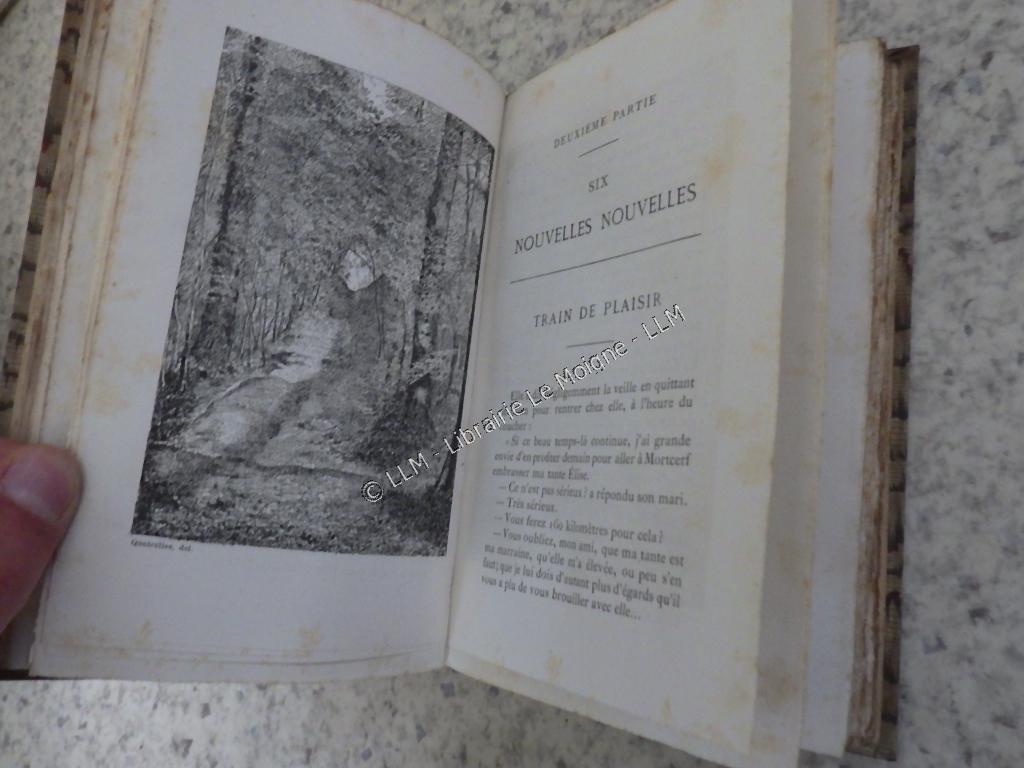 Quatrelles, del.
DEUXIÈME PARTIE
SIX
NOUVELLES NOUVELLES
TRAIN DE PLAISIR
la veille en quittant
pour rentrer chez elle, à l'heure du
« Si ce beau temps-là continue, j'ai grande
envie d'en profiter demain pour aller à Mortcerf
embrasser ma tante Élise.
— Ce n'est pas sérieux? a répondu son mari.
— Très sérieux.
— Vous ferez 160 kilomètres pour cela?
— Vous oubliez, mon ami, que ma tante est
ma marraine, qu'elle m'a élevée, ou peu s'en
faut; que je lui dois d'autant plus d'égards qu'il
vous a plu de vous brouiller avec elle...
© LLM - Librairie Le Moigne - LLM